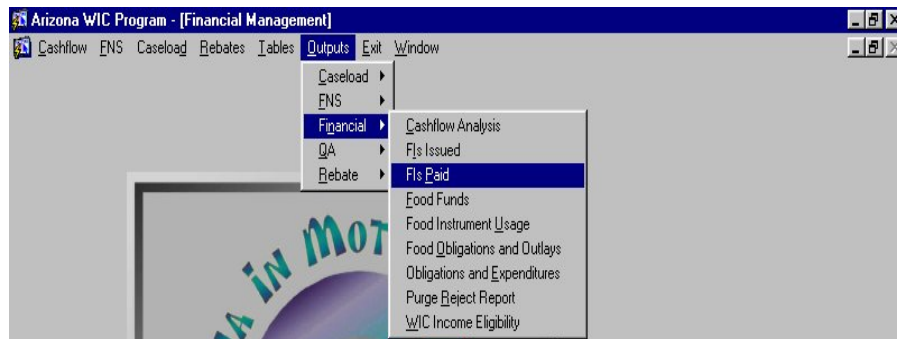 Arizona WIC Program - [Financial Management]
Cashflow FNS Caseload Rebates Tables Outputs Exit Window
Caseload
FNS
Financial
QA
Rebate
Cashflow Analysis
FIs Issued
FIs Paid
Food Funds
Food Instrument Usage
Food Obligations and Outlays
Obligations and Expenditures
Purge Reject Report
WIC Income Eligibility
IN MOT